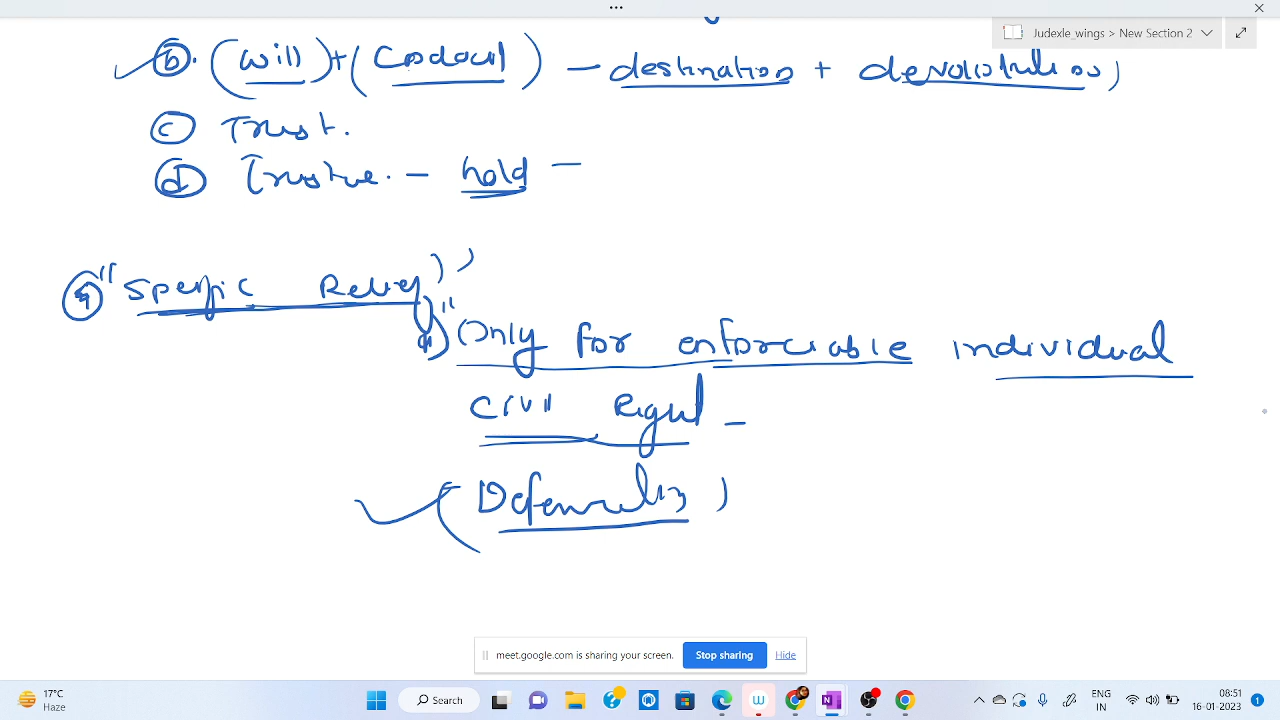 Judexle_wings > New Section 2
(b). (will) + (Codocil) – destination + devolution)
(c) Trust.
(d) Trustee. – hold –
(4) "Specific Relief"
"Only for enforciable individual
Civil Right –
(
meet.google.com is sharing your screen. Stop sharing Hide
17°C
Haze
Search
ENG
IN
08:51
16-01-2023
1